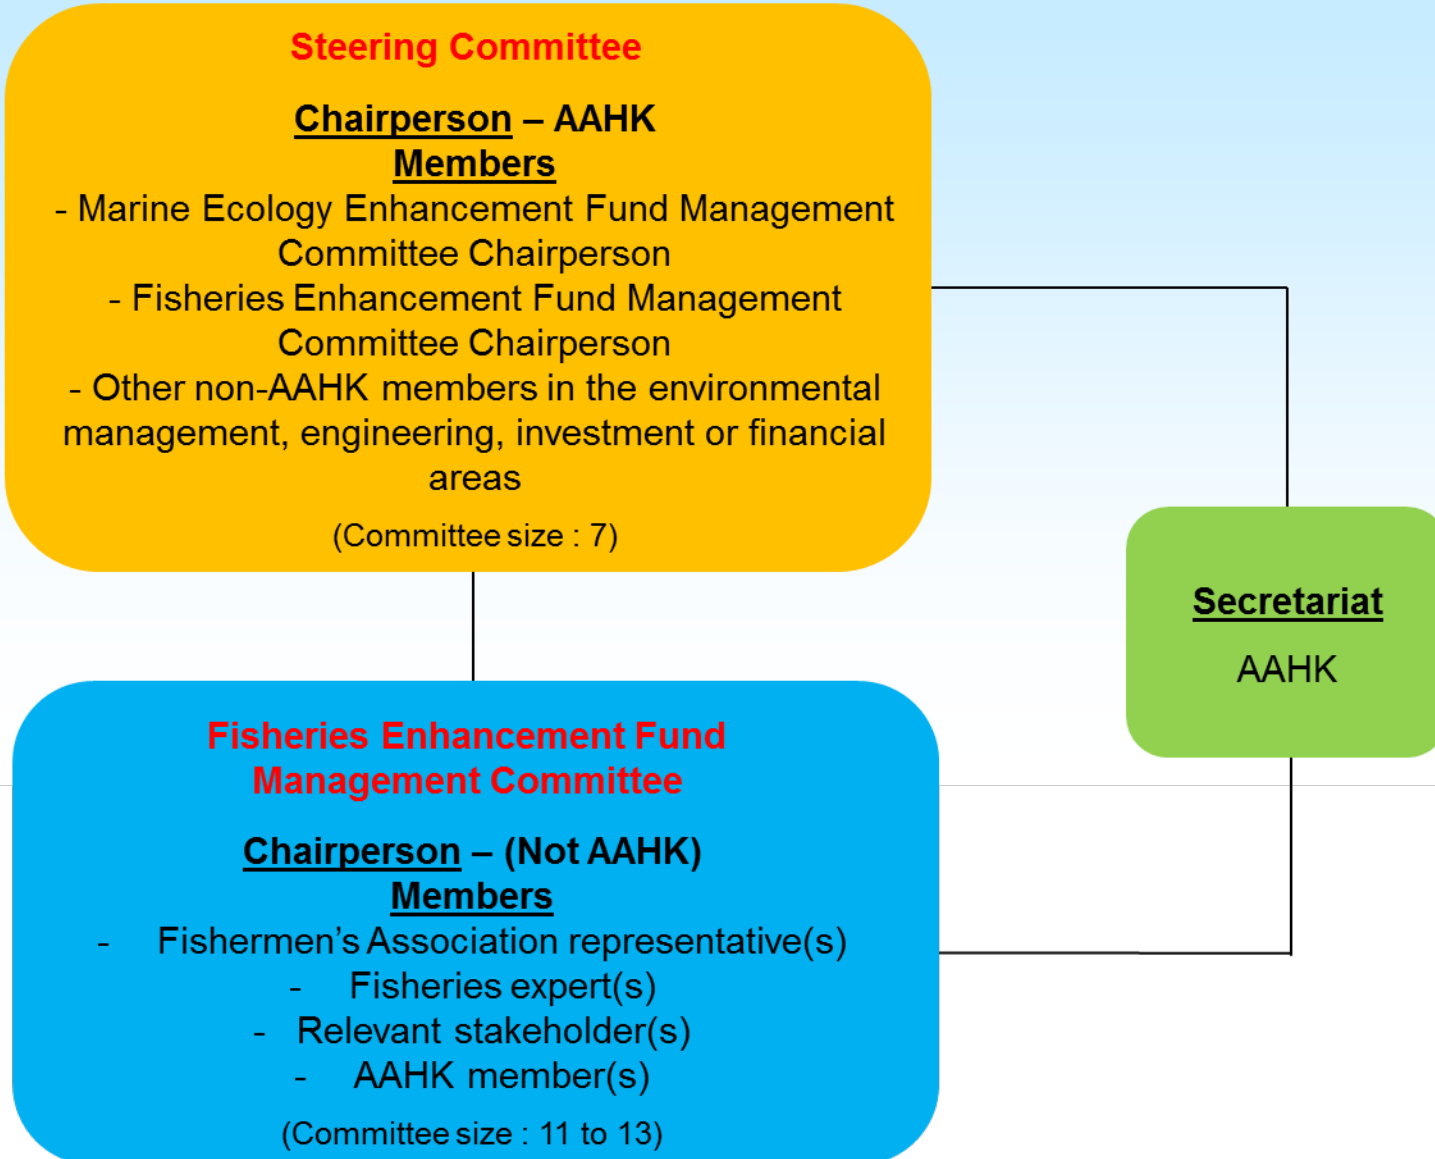 Steering Committee
Chairperson – AAHK
Members
- Marine Ecology Enhancement Fund Management
Committee Chairperson
- Fisheries Enhancement Fund Management
Committee Chairperson
- Other non-AAHK members in the environmental
management, engineering, investment or financial
areas
(Committee size : 7)
Secretariat
AAHK
Fisheries Enhancement Fund
Management Committee
Chairperson – (Not AAHK)
Members
- Fishermen’s Association representative(s)
- Fisheries expert(s)
- Relevant stakeholder(s)
- AAHK member(s)
(Committee size : 11 to 13)